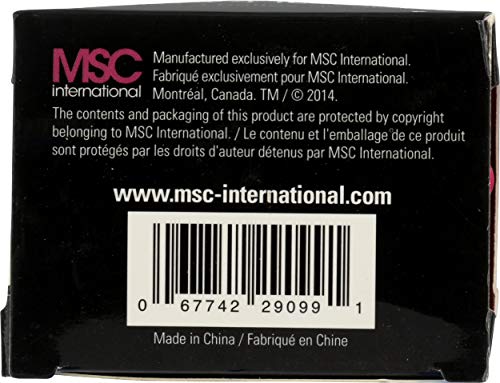 MSC
international
Manufactured exclusively for MSC International.
Fabriqué exclusivement pour MSC International.
Montréal, Canada. TM / © 2014.
The contents and packaging of this product are protected by copyright
belonging to MSC International. / Le contenu et l'emballage de ce produit
sont protégés par les droits d'auteur détenus par MSC International.
www.msc-international.com
0 67742 29099 1
Made in China / Fabriqué en Chine